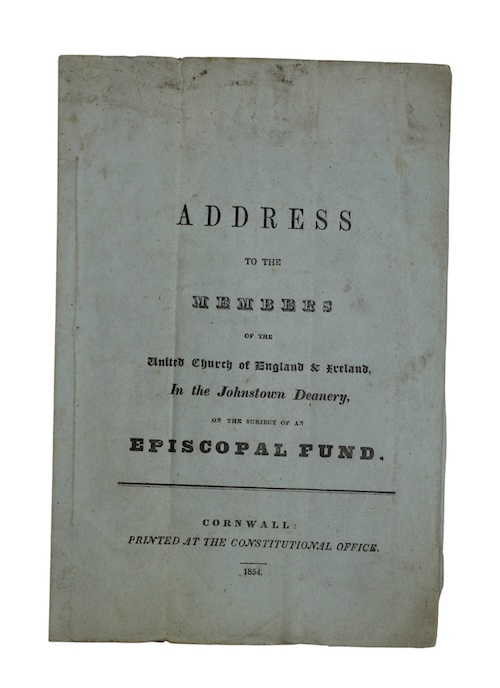 ADDRESS
TO THE
MEMBERS
OF THE
United Church of England & Ireland,
In the Johnstown Deanery,
ON THE SUBJECT OF AN
EPISCOPAL FUND.
CORNWALL:
PRINTED AT THE CONSTITUTIONAL OFFICE.
1854.